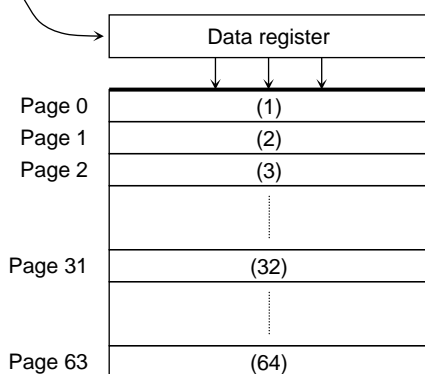 Data register
Page 0 (1)
Page 1 (2)
Page 2 (3)
Page 31 (32)
Page 63 (64)